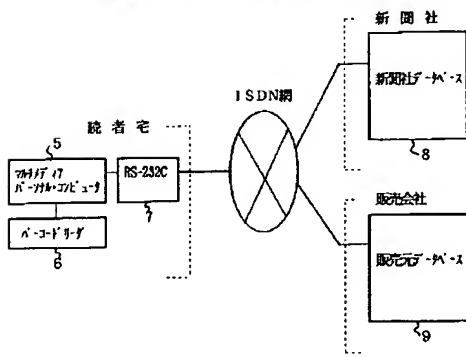 新聞社
ISDN網
新聞社データベース
読者宅
5
8
マルチメディア
パーソナル・コンピュータ
RS-232C
販売会社
バーコードリーダ
7
6
販売元データベース
9